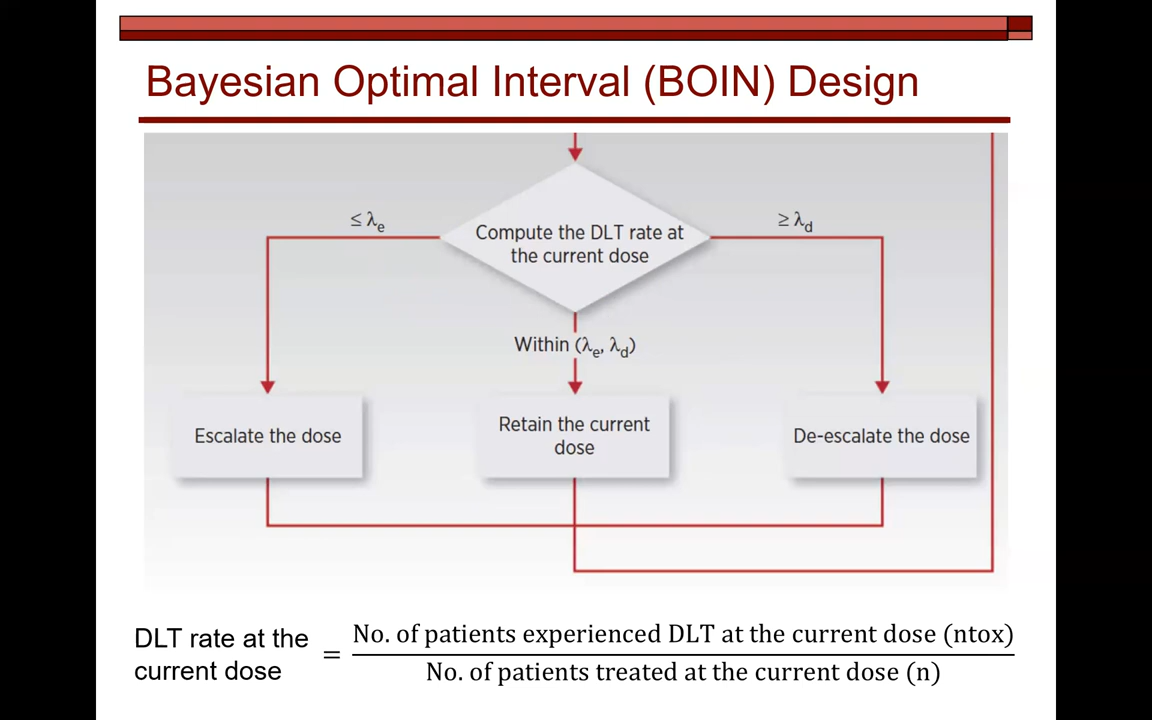 Bayesian Optimal Interval (BOIN) Design
≤ λe
≥ λd
Compute the DLT rate at
the current dose
Within (λe, λd)
Escalate the dose
Retain the current
dose
De-escalate the dose
DLT rate at the
current dose
=
No. of patients experienced DLT at the current dose (ntox)
No. of patients treated at the current dose (n)